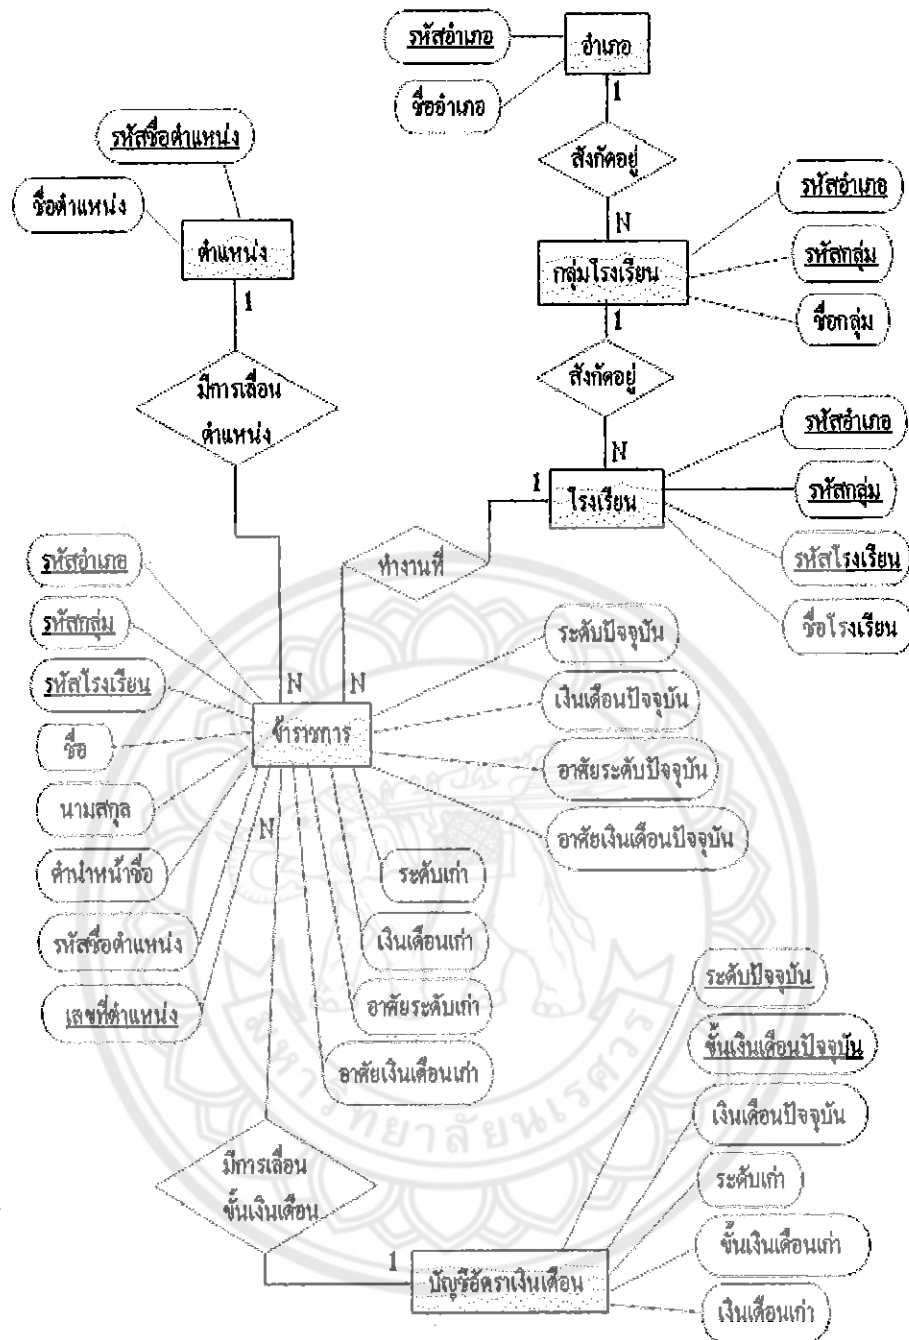 รหัสอำเภอ
อำเภอ
ชื่ออำเภอ
1
รหัสชื่อตำแหน่ง
สังกัดอยู่
ชื่อตำแหน่ง
รหัสอำเภอ
N
ตำแหน่ง
รหัสกลุ่ม
กลุ่มโรงเรียน
1
1
ชื่อกลุ่ม
มีการเลื่อน
ตำแหน่ง
สังกัดอยู่
รหัสอำเภอ
N
1
โรงเรียน
รหัสกลุ่ม
รหัสอำเภอ
ทำงานที่
รหัสโรงเรียน
รหัสกลุ่ม
ระดับปัจจุบัน
ชื่อโรงเรียน
รหัสโรงเรียน
N
N
เงินเดือนปัจจุบัน
ชื่อ
ข้าราชการ
อาศัยระดับปัจจุบัน
นามสกุล
N
อาศัยเงินเดือนปัจจุบัน
คำนำหน้าชื่อ
ระดับเก่า
รหัสชื่อตำแหน่ง
เงินเดือนเก่า
ระดับปัจจุบัน
เลขที่ตำแหน่ง
อาศัยระดับเก่า
ขั้นเงินเดือนปัจจุบัน
อาศัยเงินเดือนเก่า
เงินเดือนปัจจุบัน
มหาวิทยาลัยนเรศวร
มีการเลื่อน
ขั้นเงินเดือน
ระดับเก่า
ขั้นเงินเดือนเก่า
1
บัญชีอัตราเงินเดือน
เงินเดือนเก่า